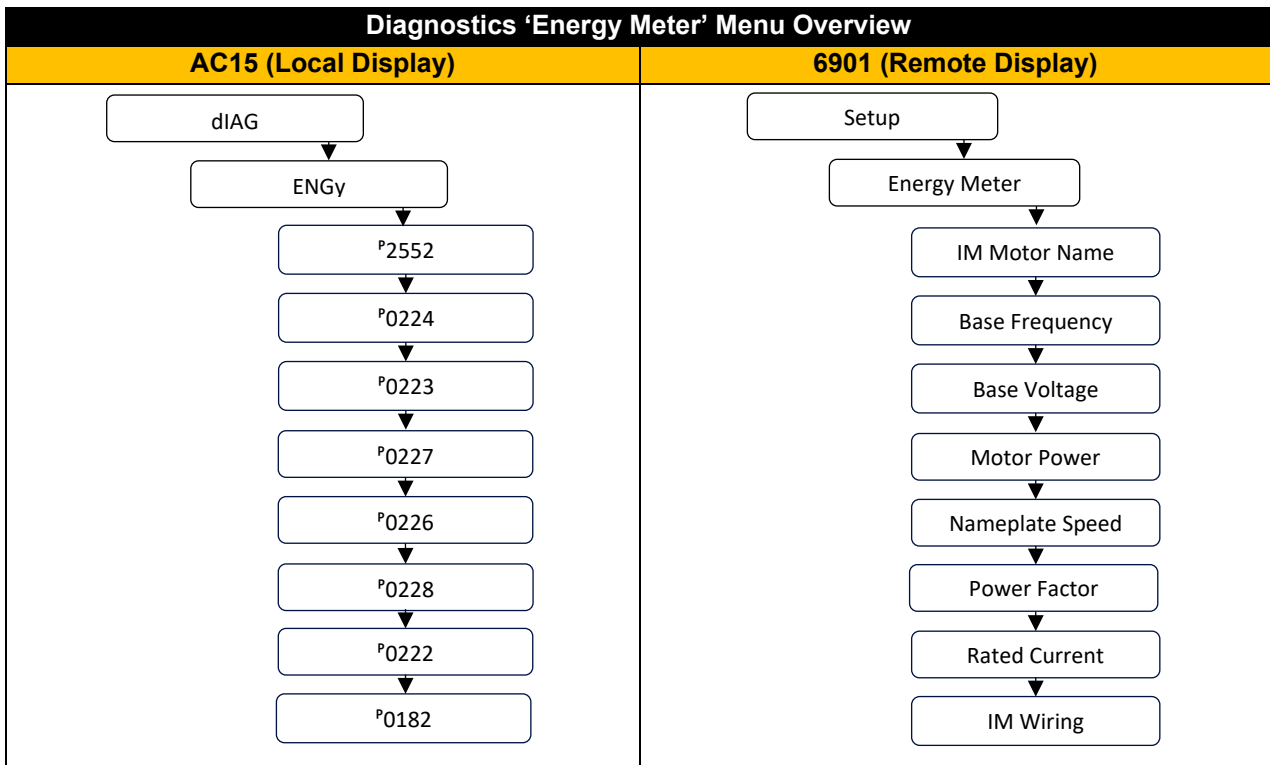 Diagnostics ‘Energy Meter’ Menu Overview
AC15 (Local Display)
6901 (Remote Display)
dIAG
ENGy
ᴾ2552
ᴾ0224
ᴾ0223
ᴾ0227
ᴾ0226
ᴾ0228
ᴾ0222
ᴾ0182
Setup
Energy Meter
IM Motor Name
Base Frequency
Base Voltage
Motor Power
Nameplate Speed
Power Factor
Rated Current
IM Wiring